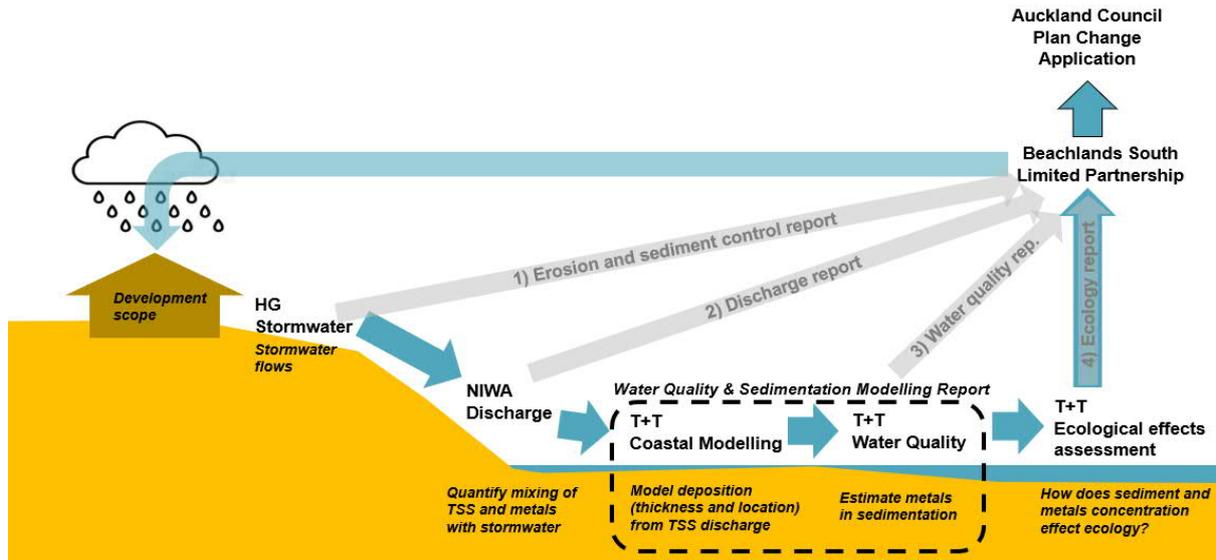 Auckland Council
Plan Change
Application
Beachlands South
Limited Partnership
1) Erosion and sediment control report
2) Discharge report
3) Water quality rep.
4) Ecology report
Development
scope
HG
Stormwater
Stormwater
flows
NIWA
Discharge
Water Quality & Sedimentation Modelling Report
T+T
Coastal Modelling
T+T
Water Quality
T+T
Ecological effects
assessment
Quantify mixing of
TSS and metals
with stormwater
Model deposition
(thickness and location)
from TSS discharge
Estimate metals
in sedimentation
How does sediment and
metals concentration
effect ecology?